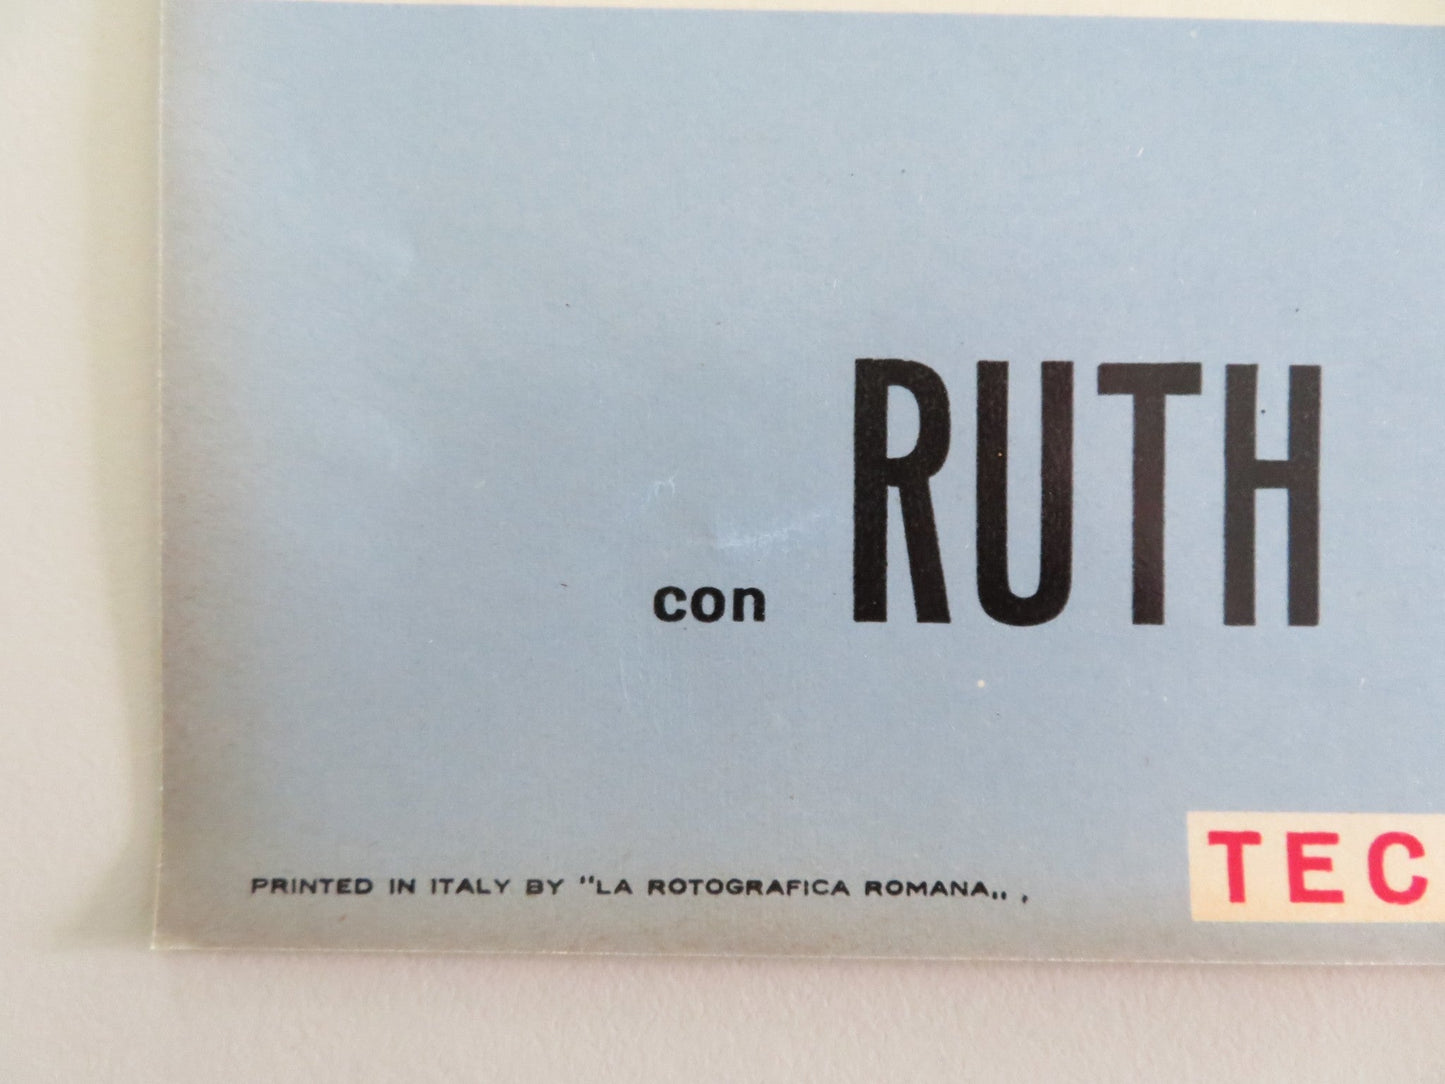 con RUTH
TEC
PRINTED IN ITALY BY "LA ROTOGRAFICA ROMANA„ ,